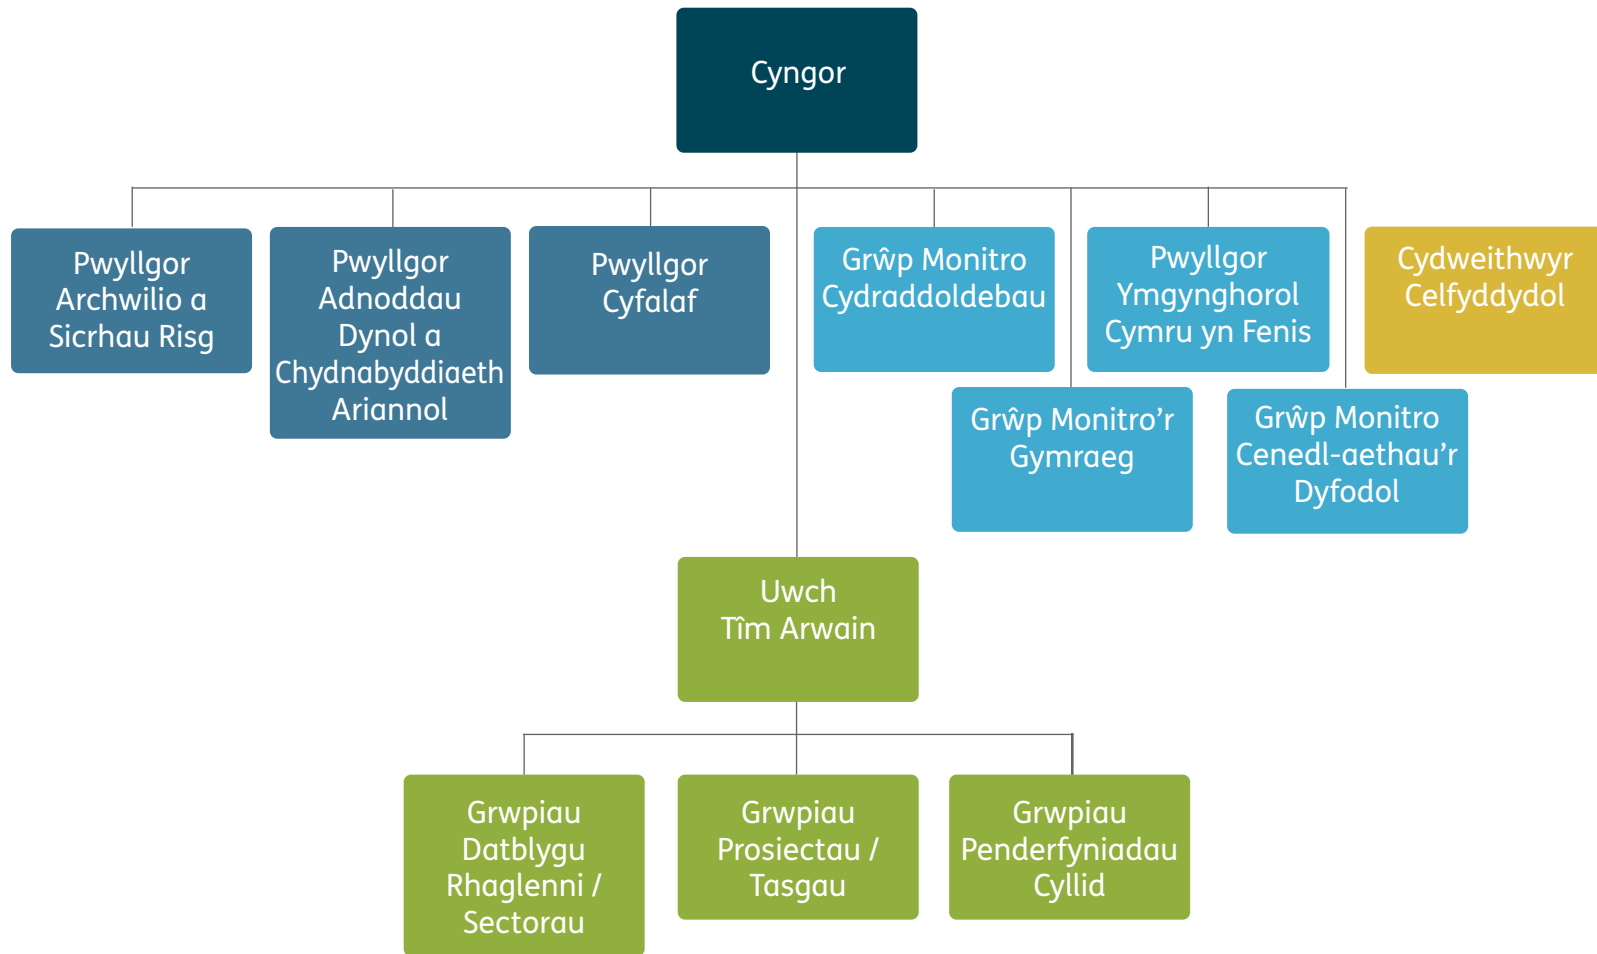 Cyngor
Pwyllgor
Archwilio a
Sicrhau Risg
Pwyllgor
Adnoddau
Dynol a
Chydnabyddiaeth
Ariannol
Pwyllgor
Cyfalaf
Grŵp Monitro
Cydraddoldebau
Pwyllgor
Ymgynghorol
Cymru yn Fenis
Cydweithwyr
Celfyddydol
Grŵp Monitro’r
Gymraeg
Grŵp Monitro
Cenedl-aethau’r
Dyfodol
Uwch
Tîm Arwain
Grwpiau
Datblygu
Rhaglenni /
Sectorau
Grwpiau
Prosiectau /
Tasgau
Grwpiau
Penderfyniadau
Cyllid